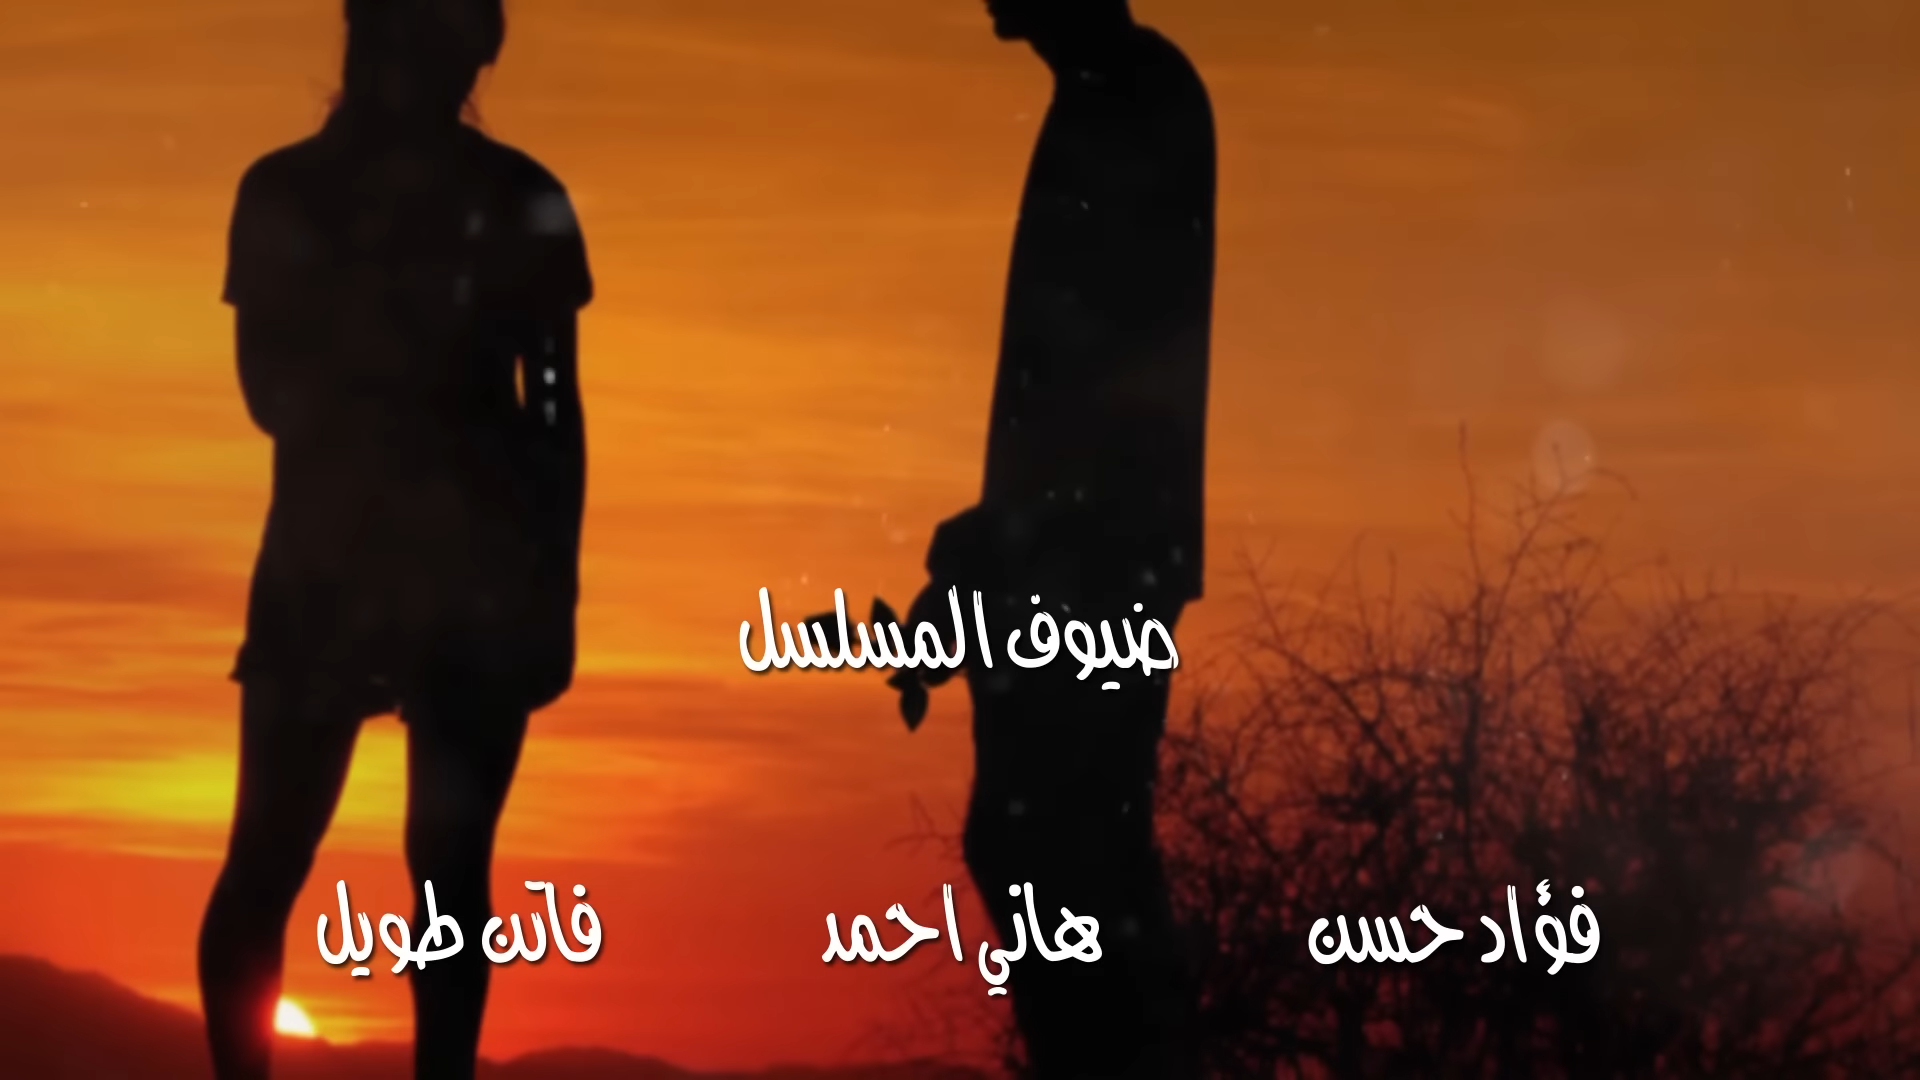 ضيوف المسلسل
فؤاد حسن هاني احمد فاتن طويل